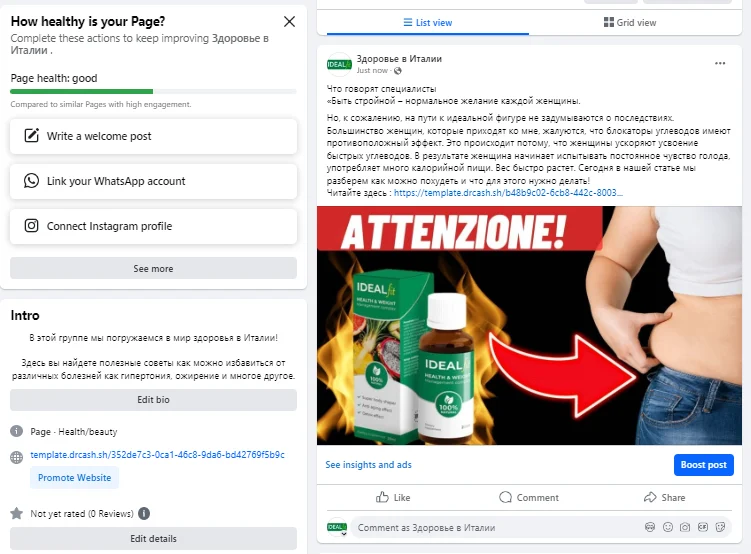 How healthy is your Page?
Complete these actions to keep improving Здоровье в
Италии .
Page health: good
Compared to similar Pages with high engagement.
Write a welcome post
Link your WhatsApp account
Connect Instagram profile
See more
Intro
В этой группе мы погружаемся в мир здоровья в Италии!
Здесь вы найдете полезные советы как можно избавиться от
различных болезней как гипертония, ожирение и многое другое.
Edit bio
Page · Health/beauty
template.drcash.sh/352de7c3-0ca1-46c8-9da6-bd42769f5b9c
Promote Website
Not yet rated (0 Reviews)
Edit details
List view
Grid view
IDEALfit
Здоровье в Италии
Just now ·
Что говорят специалисты
«Быть стройной – нормальное желание каждой женщины.
Но, к сожалению, на пути к идеальной фигуре не задумываются о последствиях.
Большинство женщин, которые приходят ко мне, жалуются, что блокаторы углеводов имеют
противоположный эффект. Это происходит потому, что женщины ускоряют усвоение
быстрых углеводов. В результате женщина начинает испытывать постоянное чувство голода,
употребляет много калорийной пищи. Вес быстро растет. Сегодня в нашей статье мы
разберем как можно похудеть и что для этого нужно делать!
Читайте здесь : https://template.drcash.sh/b48b9c02-6cb8-442c-8003...
ATTENZIONE!
IDEALfit
HEALTH & WEIGHT
IDEALfit
HEALTH & WEIGHT
Management complex
100%
100%
See insights and ads
Boost post
Like
Comment
Share
IDEAL
Comment as Здоровье в Италии